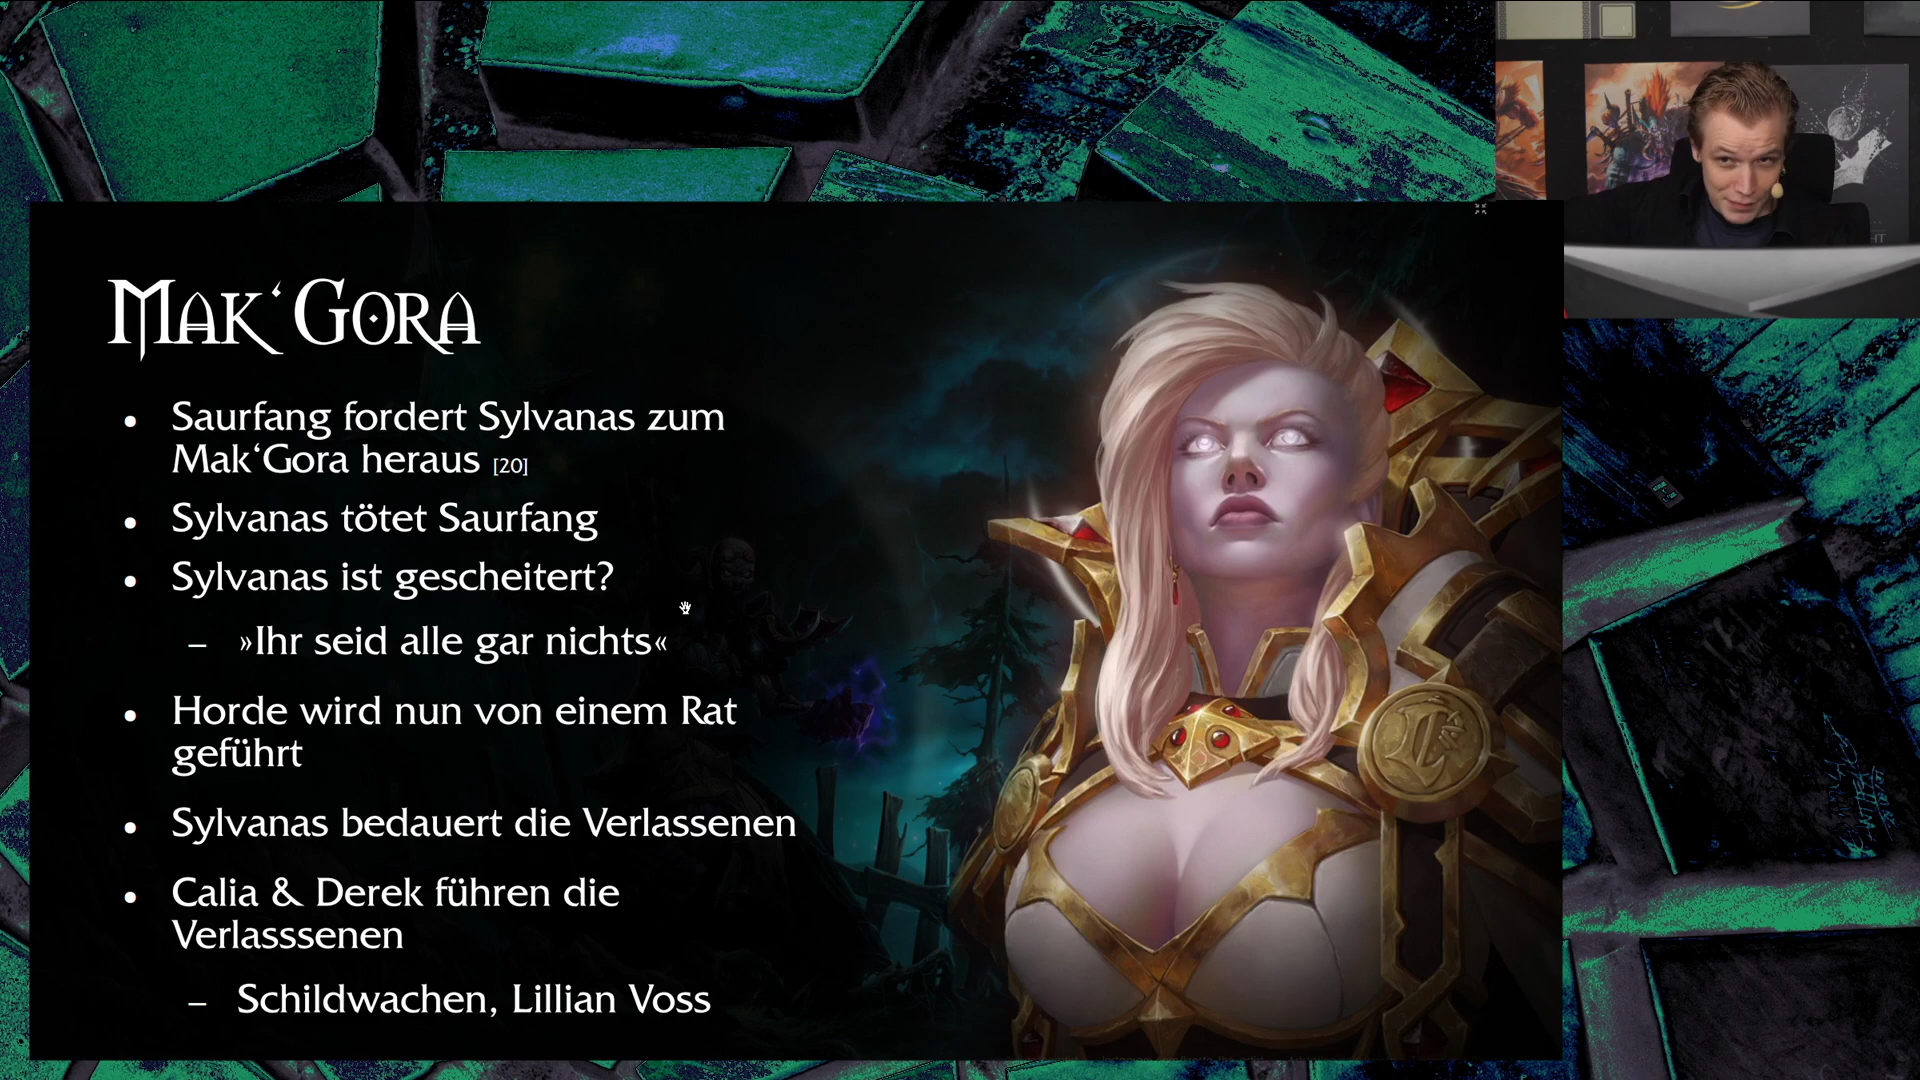 Mak‘Gora
• Saurfang fordert Sylvanas zum
Mak‘Gora heraus [20]
• Sylvanas tötet Saurfang
• Sylvanas ist gescheitert?
– »Ihr seid alle gar nichts«
• Horde wird nun von einem Rat
geführt
• Sylvanas bedauert die Verlassenen
• Calia & Derek führen die
Verlasssenen
– Schildwachen, Lillian Voss